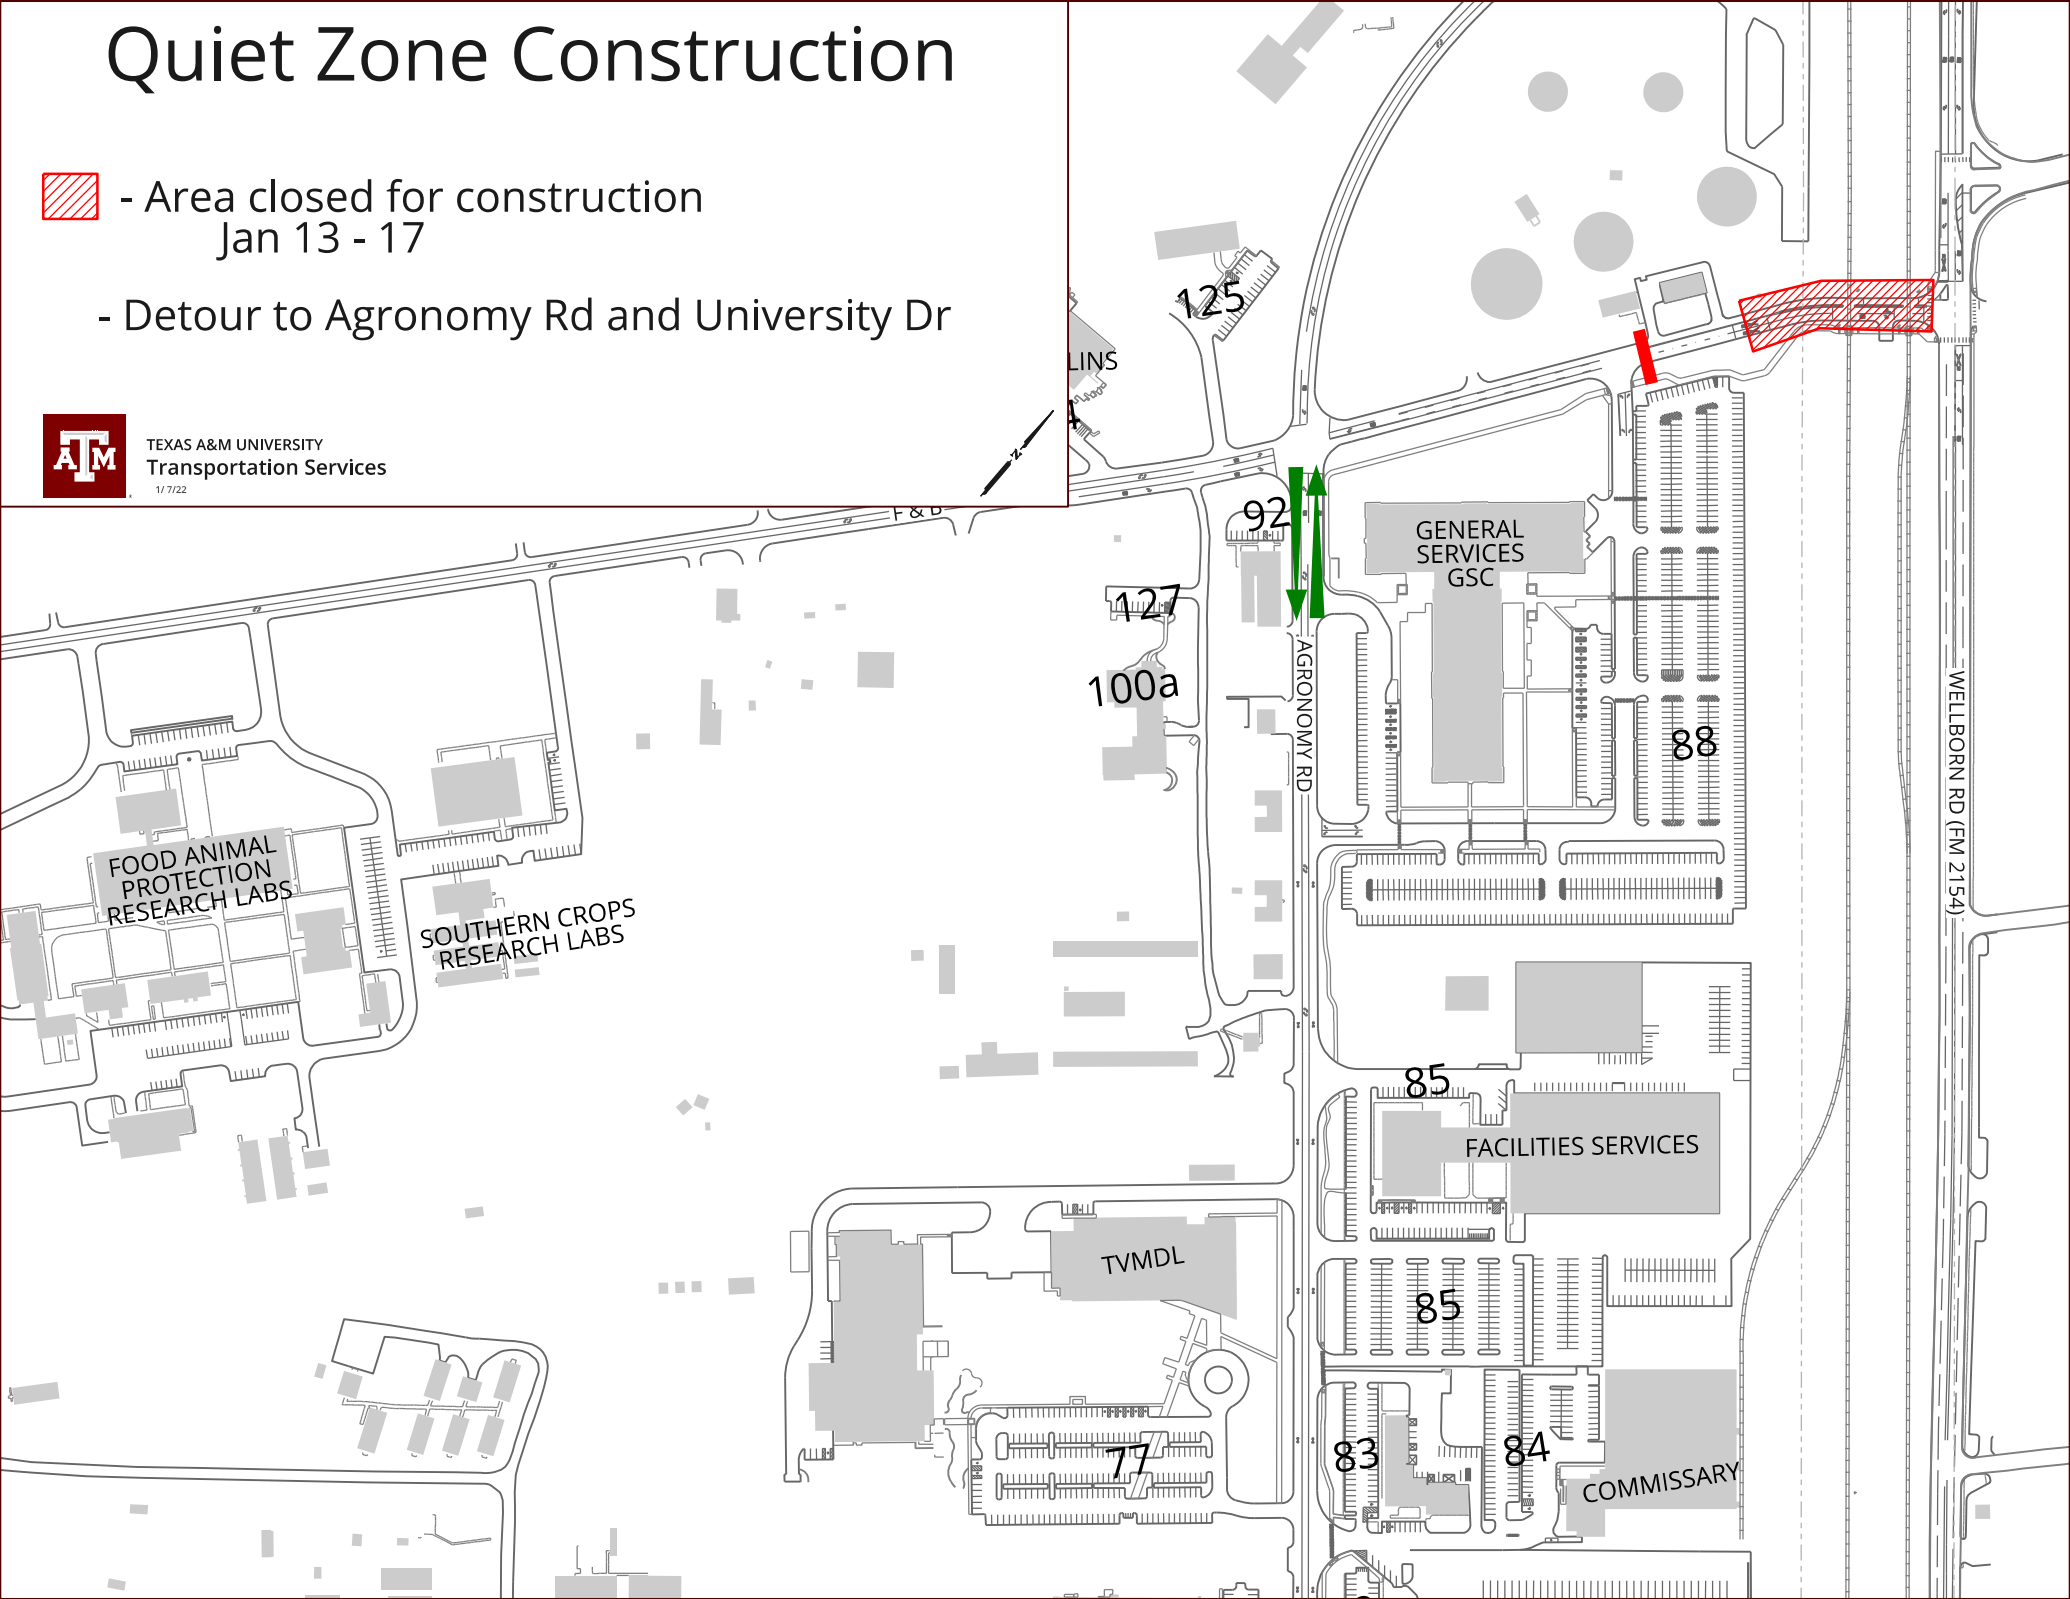 Quiet Zone Construction
- Area closed for construction
Jan 13 - 17
- Detour to Agronomy Rd and University Dr
TEXAS A&M UNIVERSITY
Transportation Services
1/ 7/22
ATM
N
125
LINS
4
F & B
92
GENERAL
SERVICES
GSC
127
100a
AGRONOMY RD
88
WELLBORN RD (FM 2154)
FOOD ANIMAL
PROTECTION
RESEARCH LABS
SOUTHERN CROPS
RESEARCH LABS
85
FACILITIES SERVICES
TVMDL
85
77
83
84
COMMISSARY